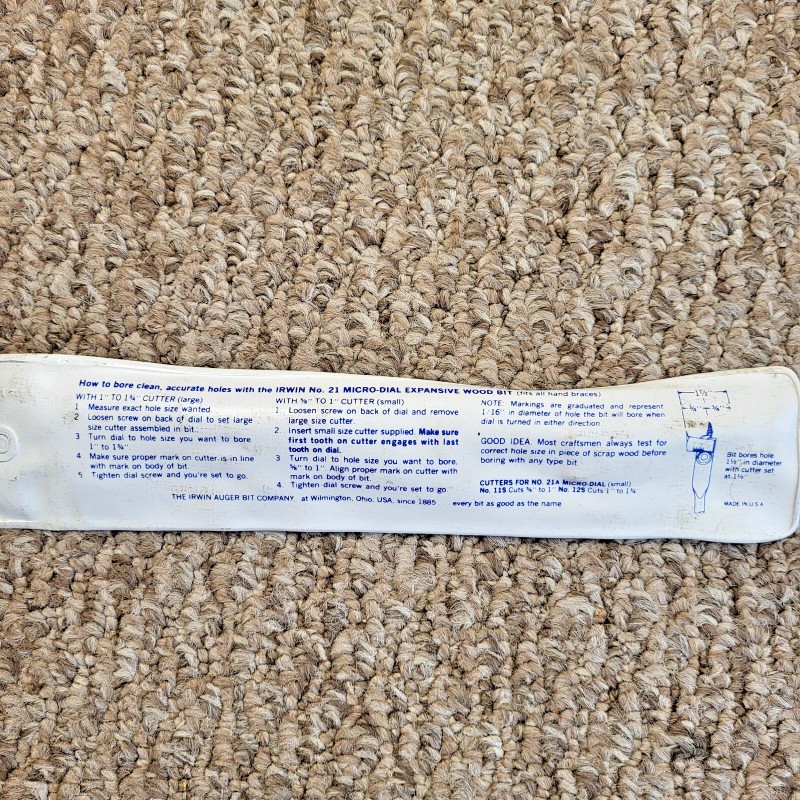 How to bore clean, accurate holes with the IRWIN No. 21 MICRO-DIAL EXPANSIVE WOOD BIT (fits all hand braces)
WITH 1" TO 1¾" CUTTER (large)
1 Measure exact hole size wanted.
2 Loosen screw on back of dial to set large
size cutter assembled in bit.
3 Turn dial to hole size you want to bore.
1" to 1¾".
4 Make sure proper mark on cutter is in line
with mark on body of bit.
5 Tighten dial screw and you're set to go.
WITH ⅝" TO 1" CUTTER (small)
1. Loosen screw on back of dial and remove
large size cutter.
2. Insert small size cutter supplied. Make sure
first tooth on cutter engages with last
tooth on dial.
3 Turn dial to hole size you want to bore,
⅝" to 1". Align proper mark on cutter with
mark on body of bit.
4. Tighten dial screw and you're set to go.
NOTE: Markings are graduated and represent
1/16" in diameter of hole the bit will bore when
dial is turned in either direction.
GOOD IDEA. Most craftsmen always test for
correct hole size in piece of scrap wood before
boring with any type bit.
CUTTERS FOR NO. 21A MICRO-DIAL (small)
No. 11S Cuts ⅝" to 1" No. 12S Cuts 1" to 1¾"
1½"
¾" ¾"
Bit bores hole
1½" in diameter
with cutter set
at 1½"
THE IRWIN AUGER BIT COMPANY, at Wilmington, Ohio, USA, since 1885 every bit as good as the name
MADE IN U.S.A.